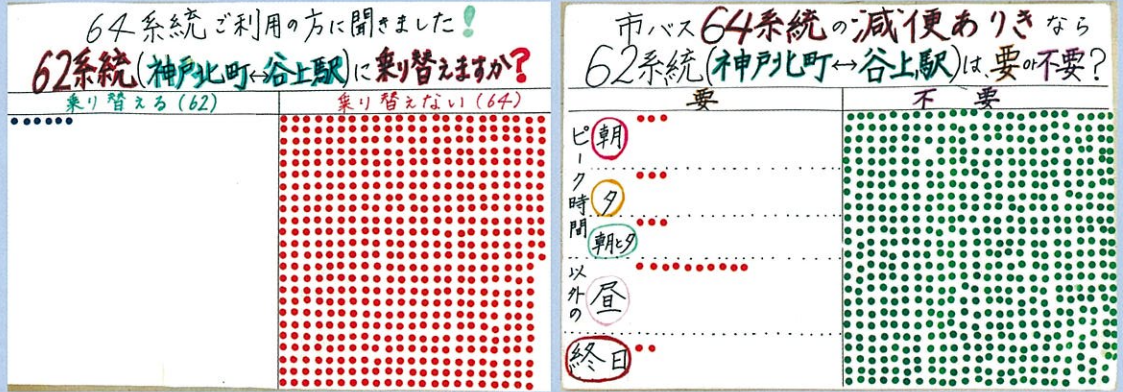 64系統ご利用の方に聞きました!
62系統(神戸北町↔谷上駅)に乗り替えますか?
乗り替える(62)
乗り替えない(64)
市バス64系統の減便ありきなら
62系統(神戸北町↔谷上駅)は要or不要?
要
不要
ピーク時間
朝
夕
朝と夕
以外の
昼
終日